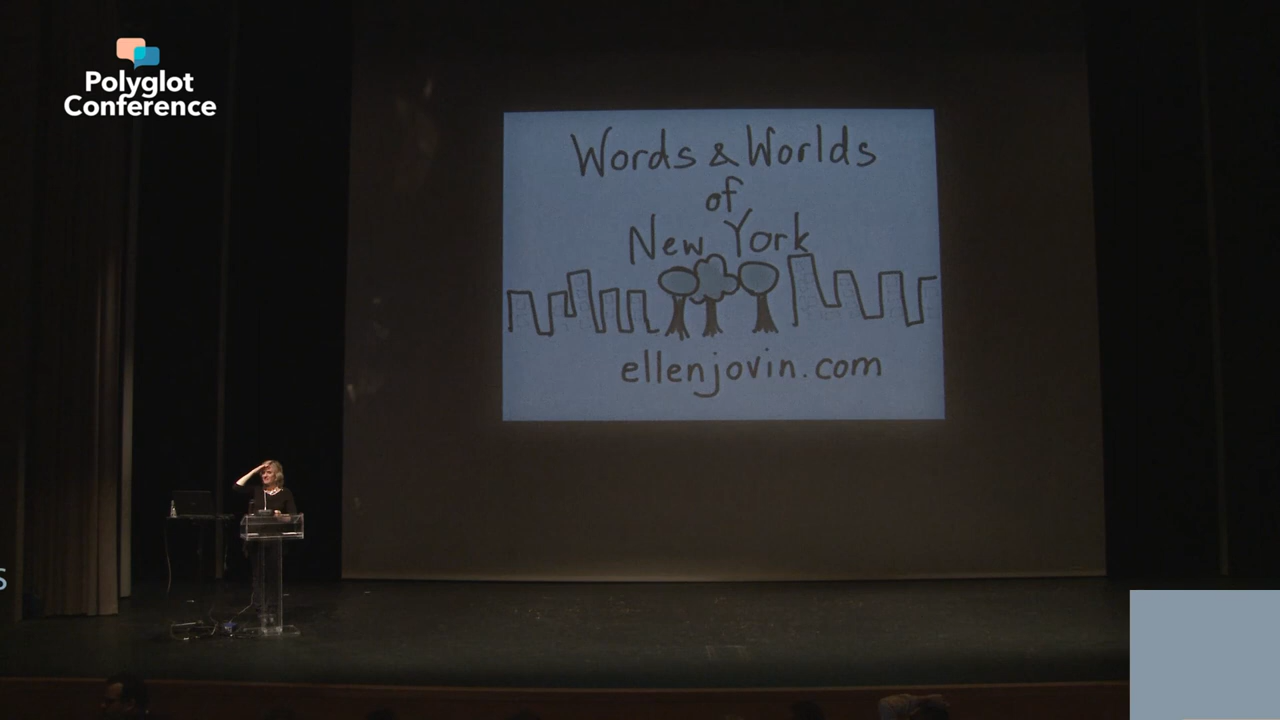 Polyglot
Conference
Words & Worlds
of
New York
ellenjovin.com
s